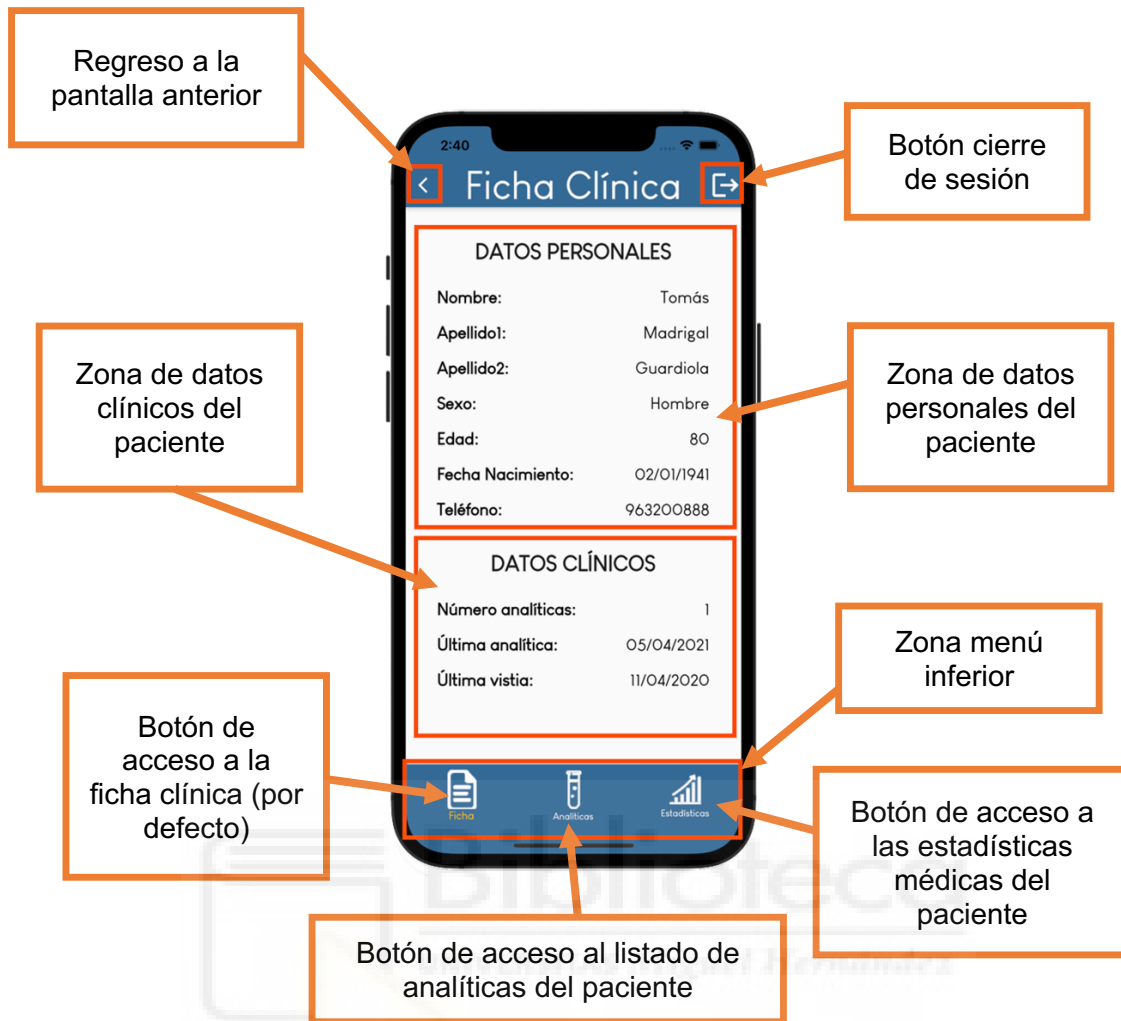 Regreso a la
pantalla anterior
Botón cierre
de sesión
2:40
Ficha Clínica
DATOS PERSONALES
Nombre: Tomás
Apellido1: Madrigal
Apellido2: Guardiola
Sexo: Hombre
Edad: 80
Fecha Nacimiento: 02/01/1941
Teléfono: 963200888
Zona de datos
clínicos del
paciente
Zona de datos
personales del
paciente
DATOS CLÍNICOS
Número analíticas: 1
Última analítica: 05/04/2021
Última vistia: 11/04/2020
Zona menú
inferior
Botón de
acceso a la
ficha clínica (por
defecto)
Ficha
Analíticas
Estadísticas
Botón de acceso a
las estadísticas
médicas del
paciente
Botón de acceso al listado de
analíticas del paciente
Biblioteca
Miguel Hernández